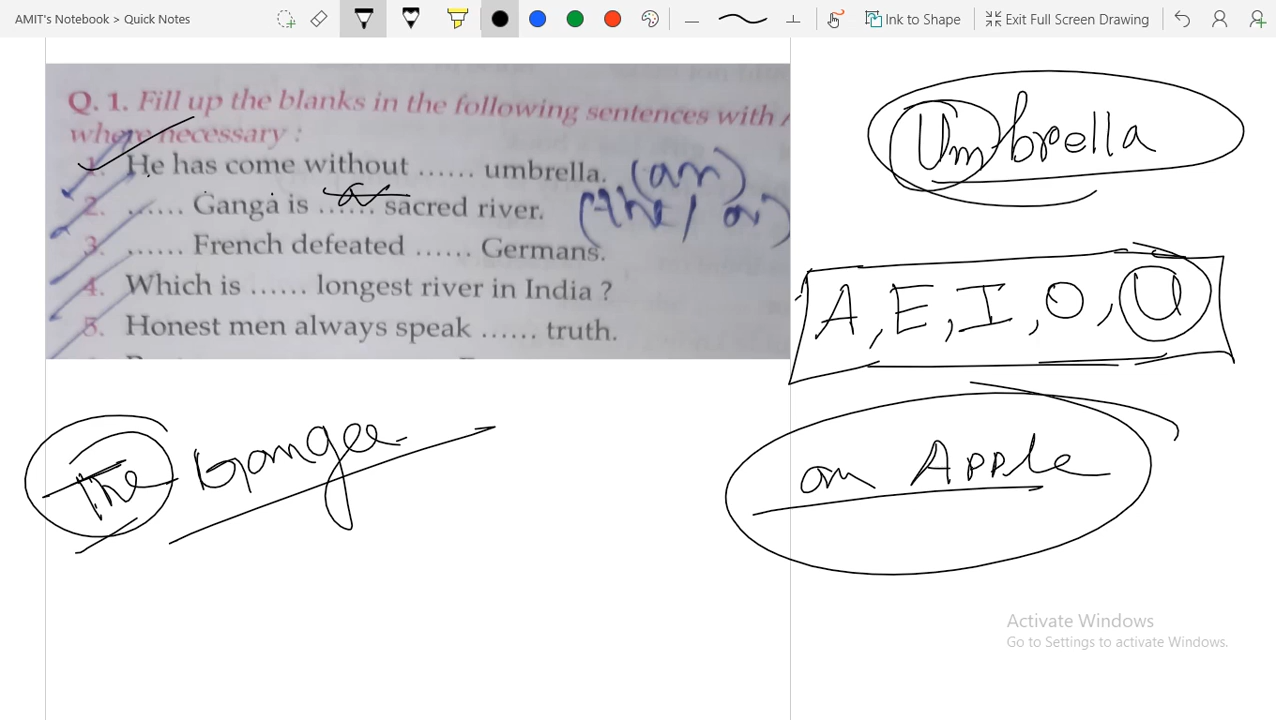 AMIT's Notebook > Quick Notes
Ink to Shape
Exit Full Screen Drawing
Q. 1. Fill up the blanks in the following sentences with
where necessary :
1. He has come without ...... umbrella. (an)
2. ...... Ganga is ...... sacred river. (the / a)
a
3. ...... French defeated ...... Germans.
4. Which is ...... longest river in India ?
5. Honest men always speak ...... truth.
Umbrella
A, E, I, O, U
The Ganga
an Apple
Activate Windows
Go to Settings to activate Windows.